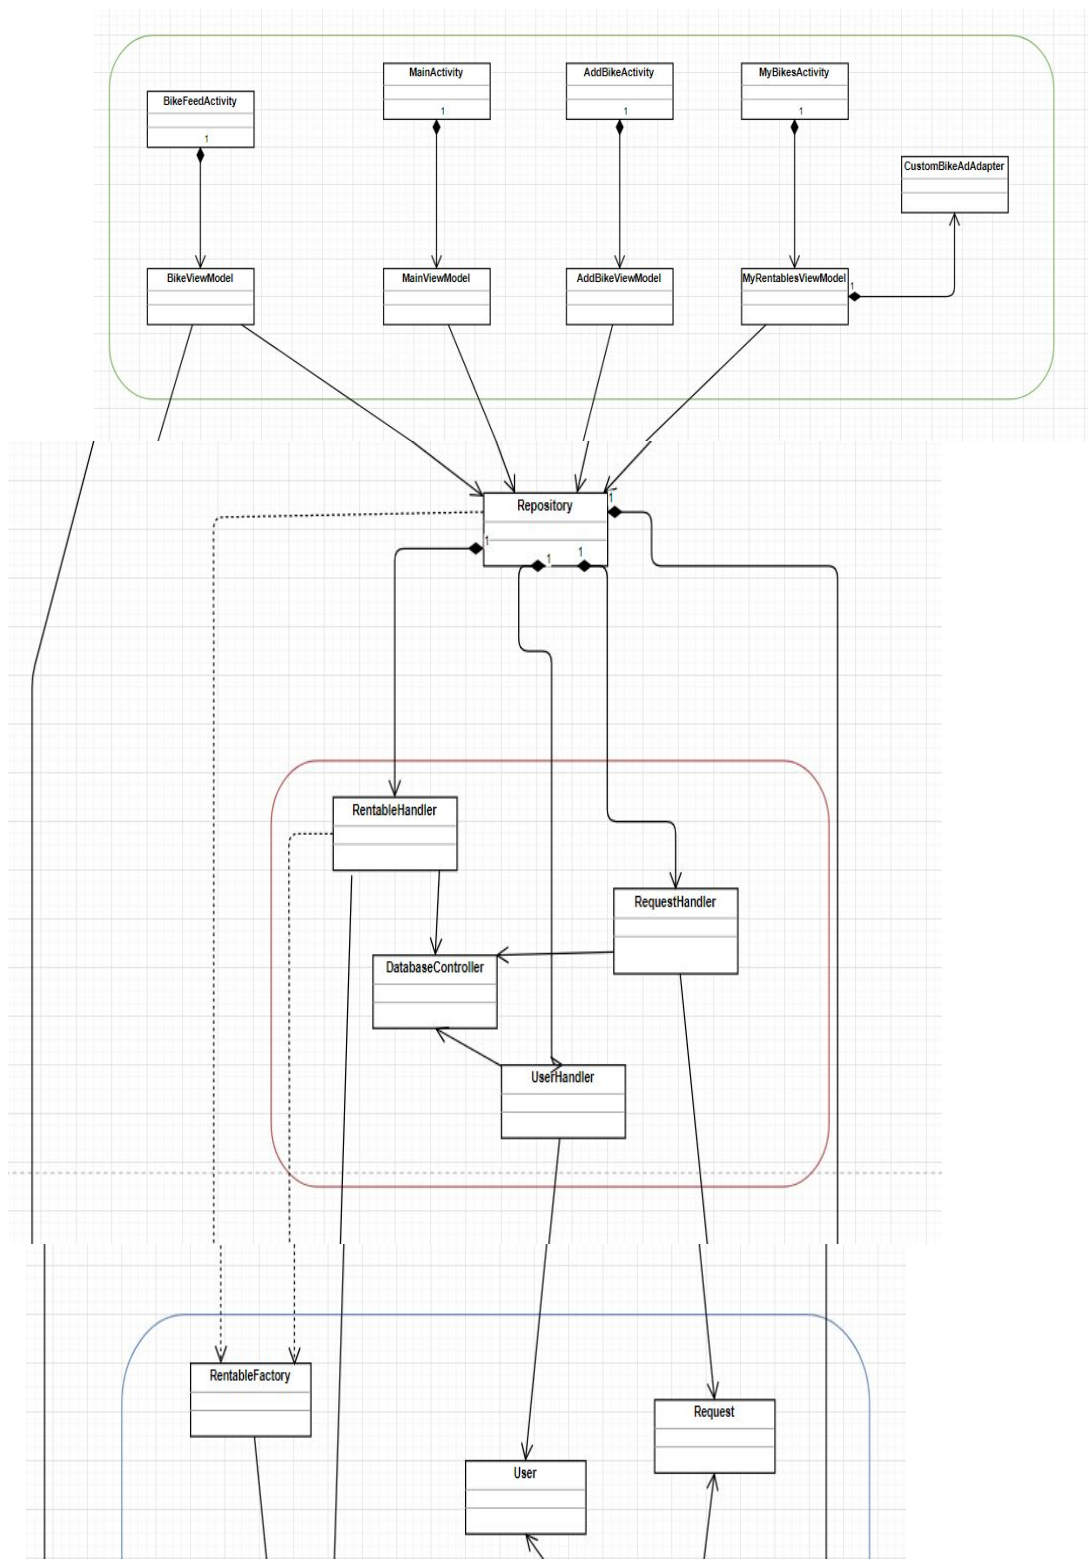 MainActivity
AddBikeActivity
MyBikesActivity
BikeFeedActivity
1
1
1
1
CustomBikeAdAdapter
BikeViewModel
MainViewModel
AddBikeViewModel
MyRentablesViewModel
1
Repository
1
1
1
1
RentableHandler
RequestHandler
DatabaseController
UserHandler
RentableFactory
Request
User